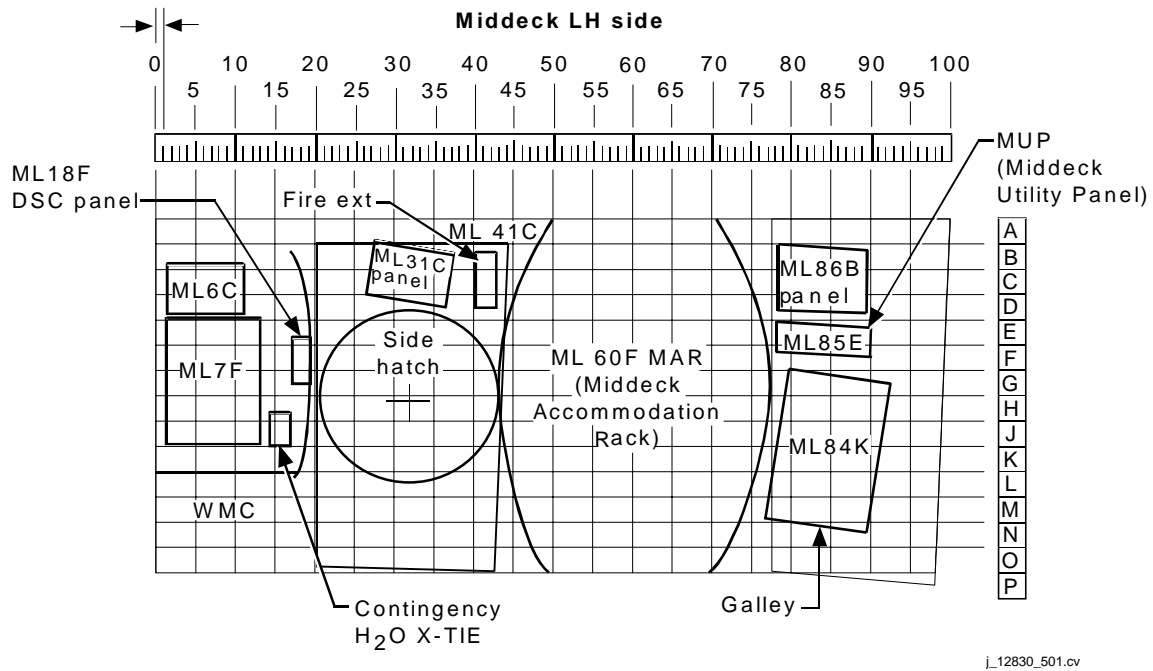 Middeck LH side
0 10 20 30 40 50 60 70 80 90 100
5 15 25 35 45 55 65 75 85 95
ML18F
DSC panel
Fire ext
ML 41C
MUP
(Middeck
Utility Panel)
ML31C
panel
ML6C
ML86B
panel
ML7F
Side
hatch
ML 60F MAR
(Middeck
Accommodation
Rack)
ML85E
ML84K
WMC
A
B
C
D
E
F
G
H
J
K
L
M
N
O
P
Contingency
H2O X-TIE
Galley
j_12830_501.cv